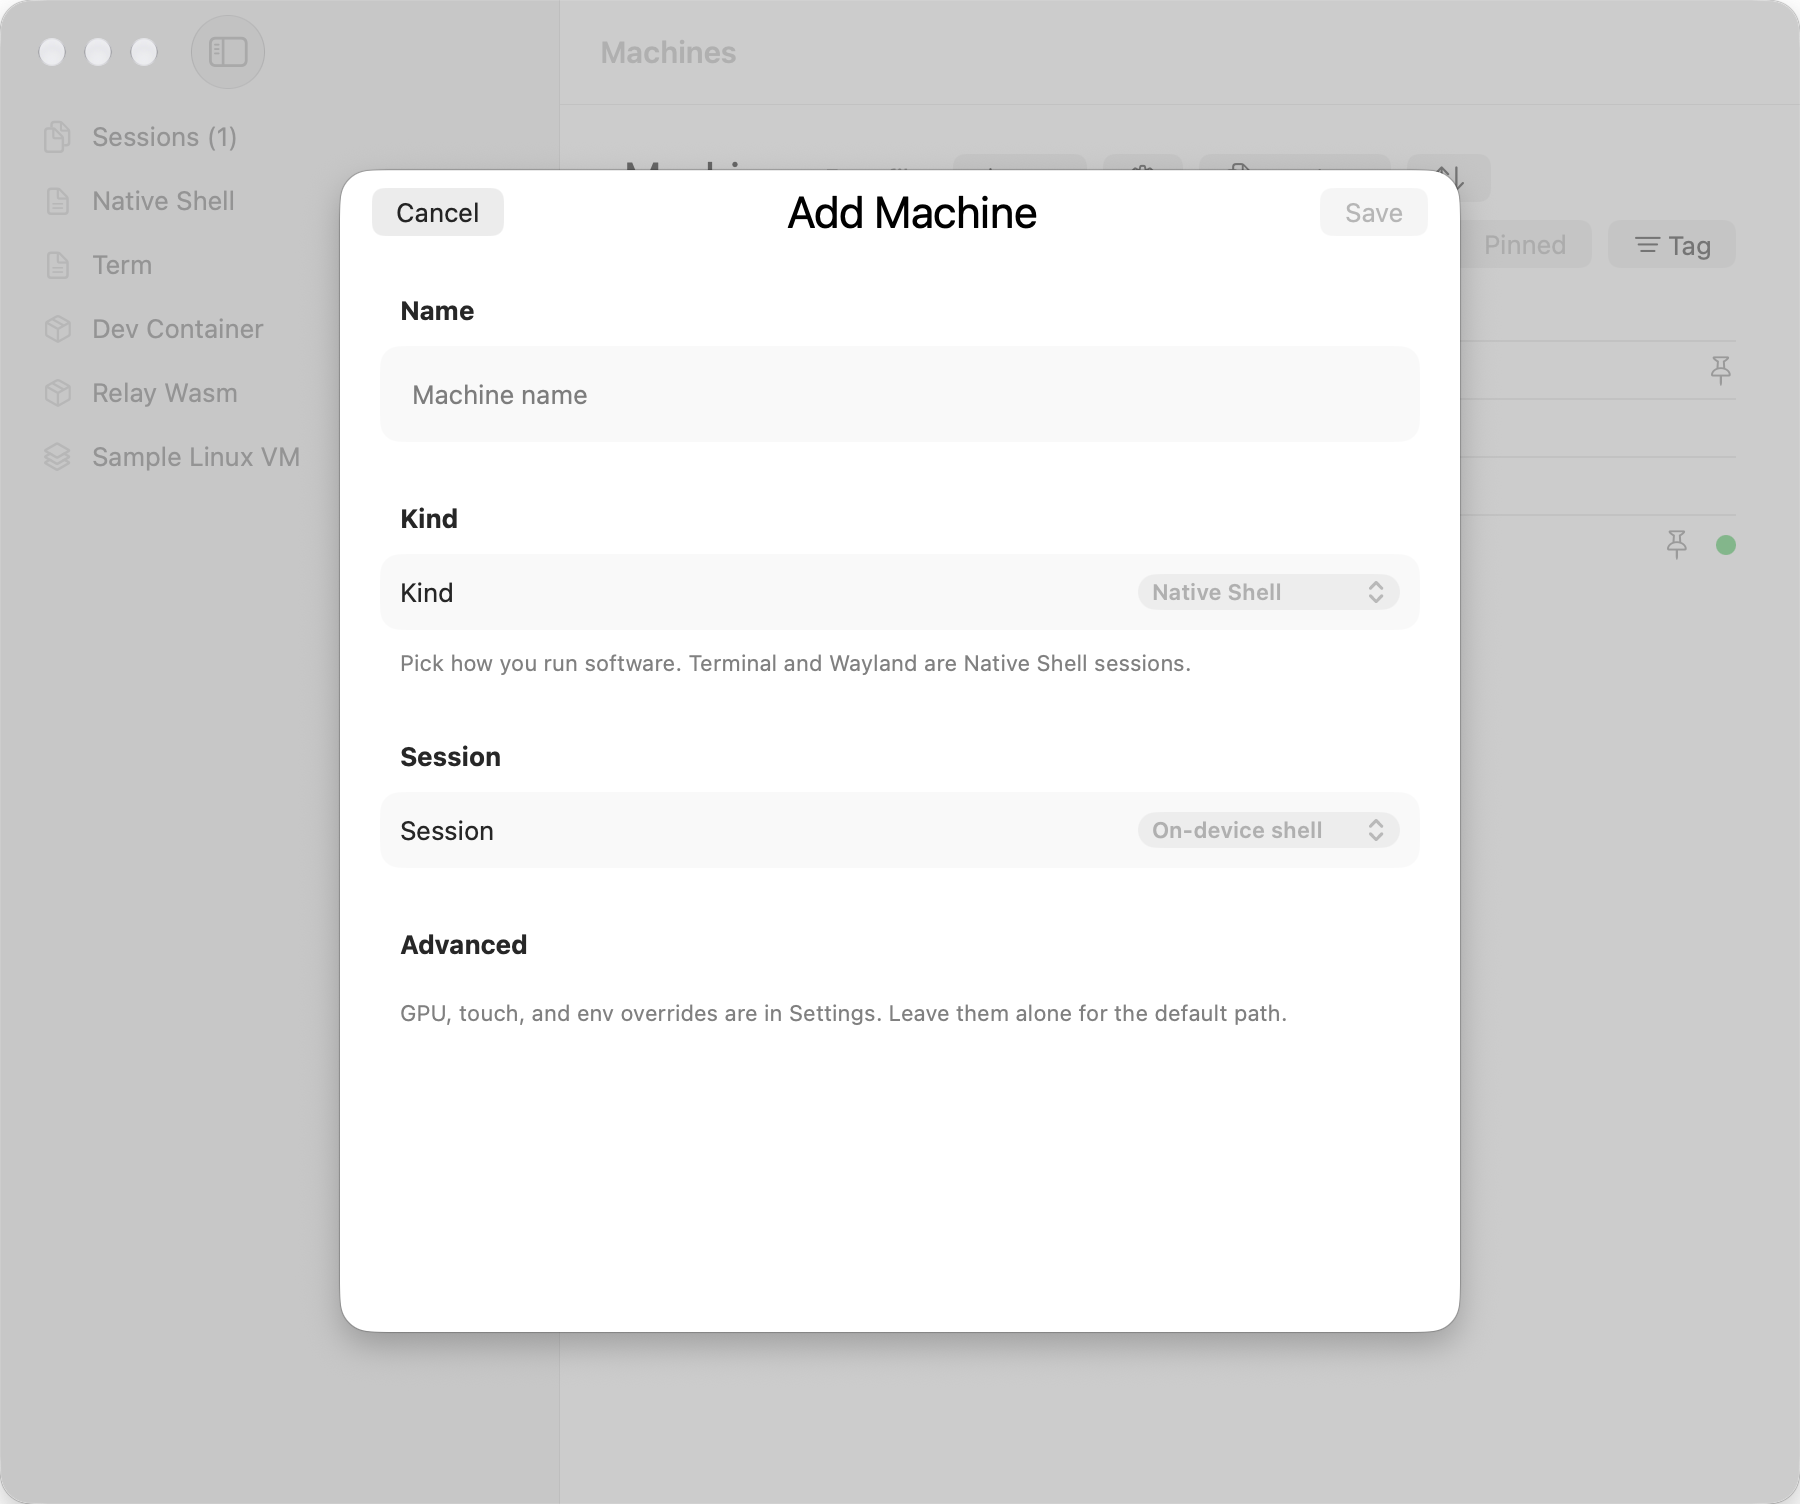 Machines
Sessions (1)
Native Shell
Term
Dev Container
Relay Wasm
Sample Linux VM
Pinned
Tag
Cancel
Add Machine
Save
Name
Machine name
Kind
Kind
Native Shell
Pick how you run software. Terminal and Wayland are Native Shell sessions.
Session
Session
On-device shell
Advanced
GPU, touch, and env overrides are in Settings. Leave them alone for the default path.